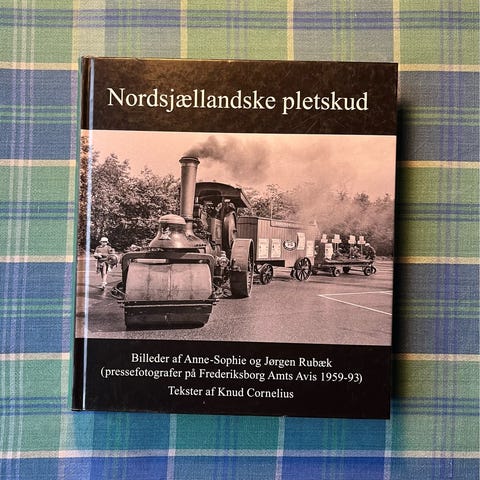 Nordsjællandske pletskud
Billeder af Anne-Sophie og Jørgen Rubæk
(pressefotografer på Frederiksborg Amts Avis 1959-93)
Tekster af Knud Cornelius